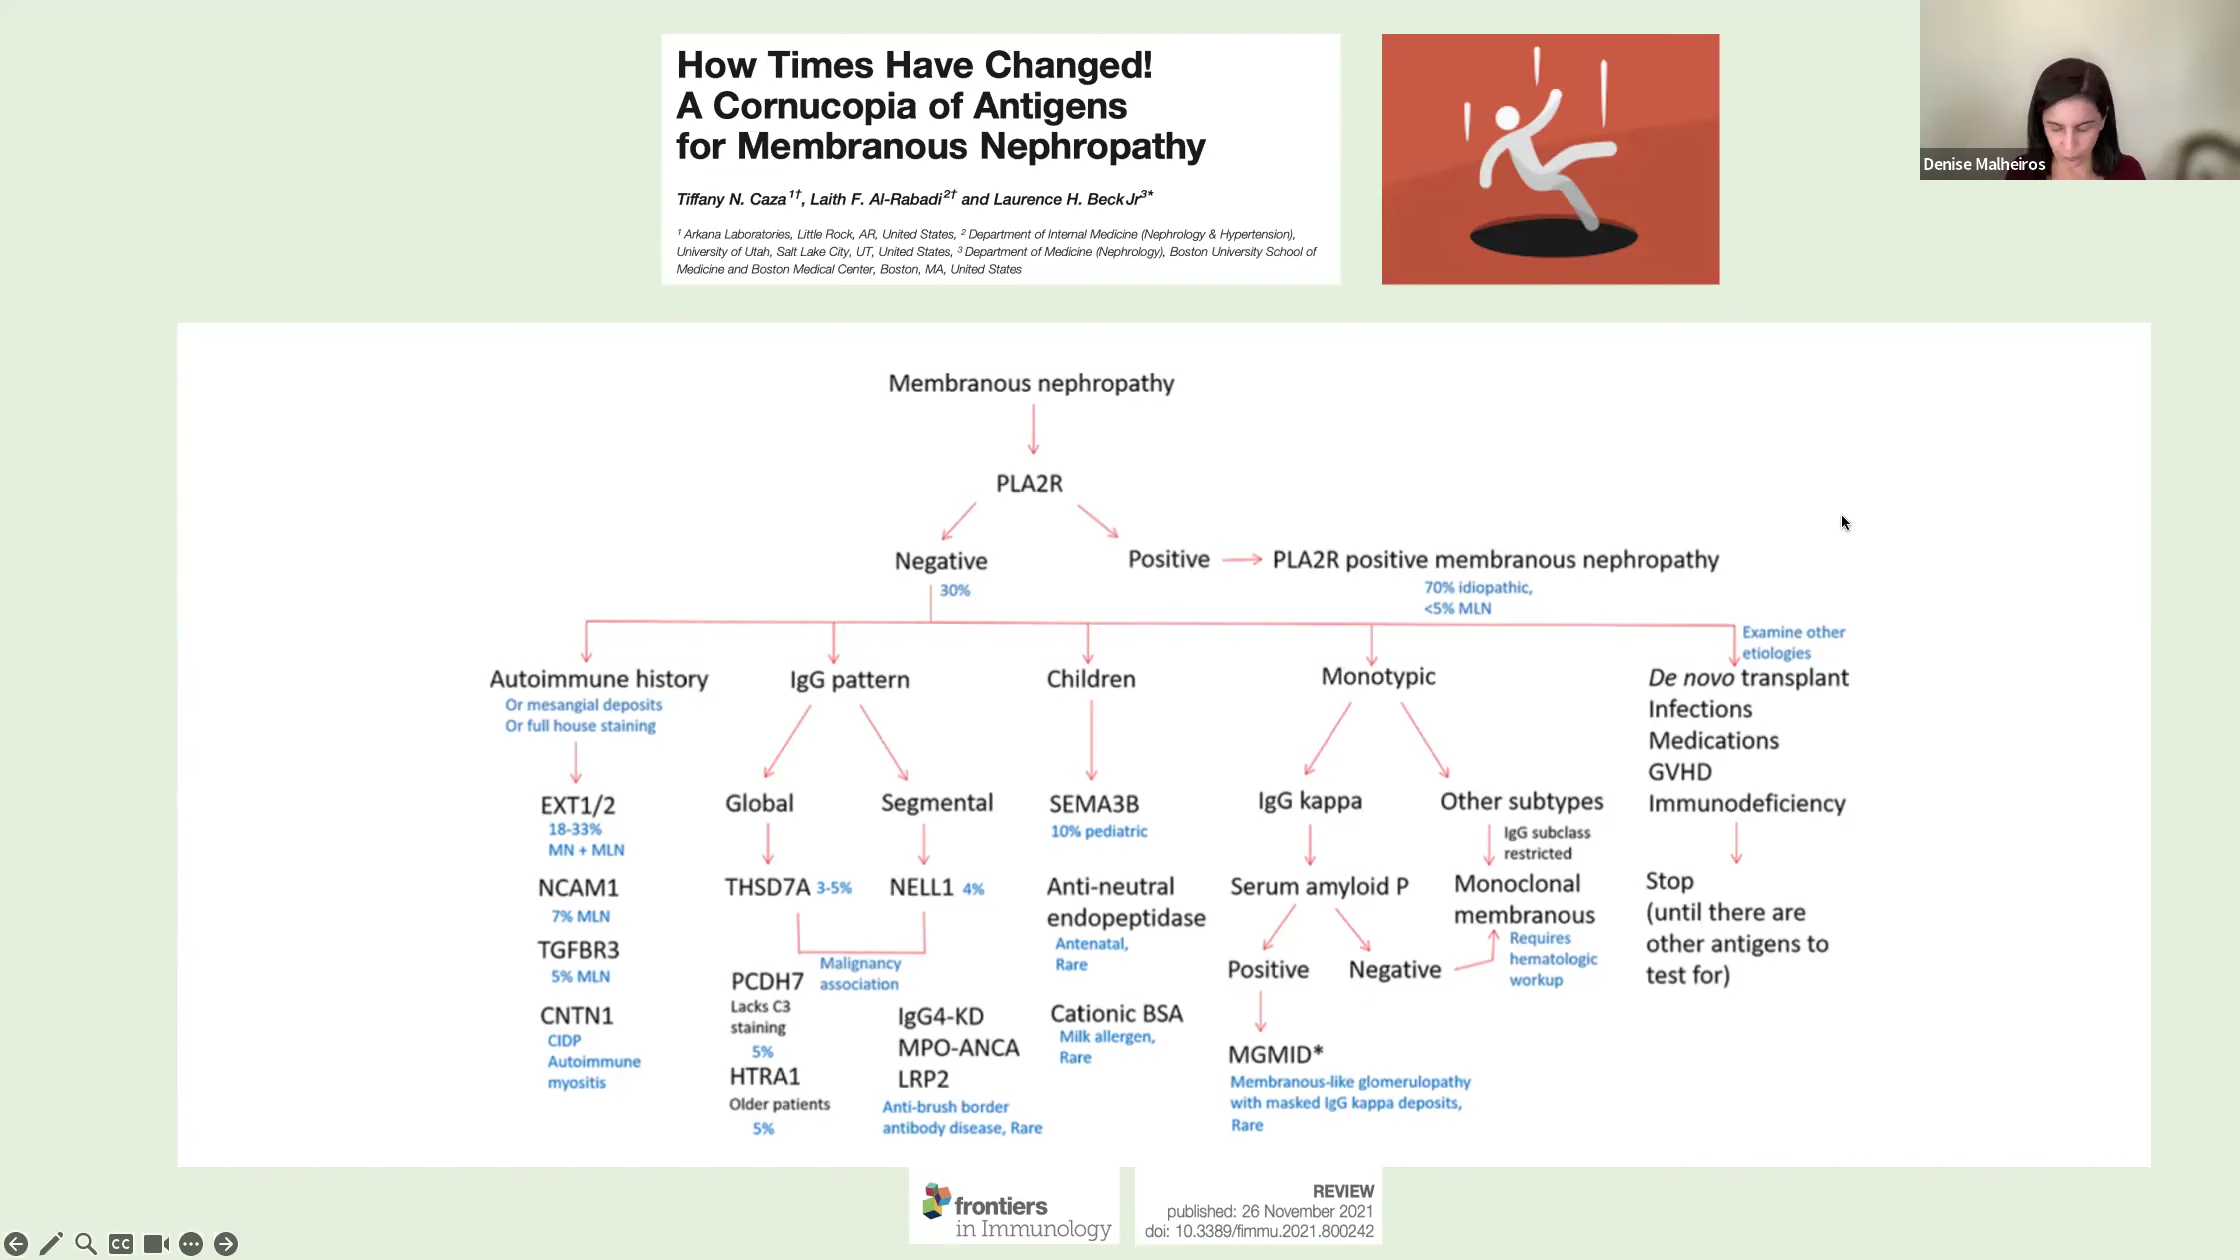 How Times Have Changed!
A Cornucopia of Antigens
for Membranous Nephropathy
Tiffany N. Caza 1†, Laith F. Al-Rabadi 2† and Laurence H. Beck Jr 3*
1 Arkana Laboratories, Little Rock, AR, United States, 2 Department of Internal Medicine (Nephrology & Hypertension),
University of Utah, Salt Lake City, UT, United States, 3 Department of Medicine (Nephrology), Boston University School of
Medicine and Boston Medical Center, Boston, MA, United States
Denise Malheiros
Membranous nephropathy
PLA2R
Negative
30%
Positive
PLA2R positive membranous nephropathy
70% idiopathic,
<5% MLN
Autoimmune history
Or mesangial deposits
Or full house staining
EXT1/2
18-33%
MN + MLN
NCAM1
7% MLN
TGFBR3
5% MLN
CNTN1
CIDP
Autoimmune
myositis
IgG pattern
Global
THSD7A 3-5%
Segmental
NELL1 4%
Malignancy
association
PCDH7
Lacks C3
staining
5%
HTRA1
Older patients
5%
IgG4-KD
MPO-ANCA
LRP2
Anti-brush border
antibody disease, Rare
Children
SEMA3B
10% pediatric
Anti-neutral
endopeptidase
Antenatal,
Rare
Cationic BSA
Milk allergen,
Rare
Monotypic
IgG kappa
Serum amyloid P
Positive
Negative
MGMID*
Membranous-like glomerulopathy
with masked IgG kappa deposits,
Rare
Other subtypes
IgG subclass
restricted
Monoclonal
membranous
Requires
hematologic
workup
Examine other
etiologies
De novo transplant
Infections
Medications
GVHD
Immunodeficiency
Stop
(until there are
other antigens to
test for)
frontiers
in Immunology
REVIEW
published: 26 November 2021
doi: 10.3389/fimmu.2021.800242
CC